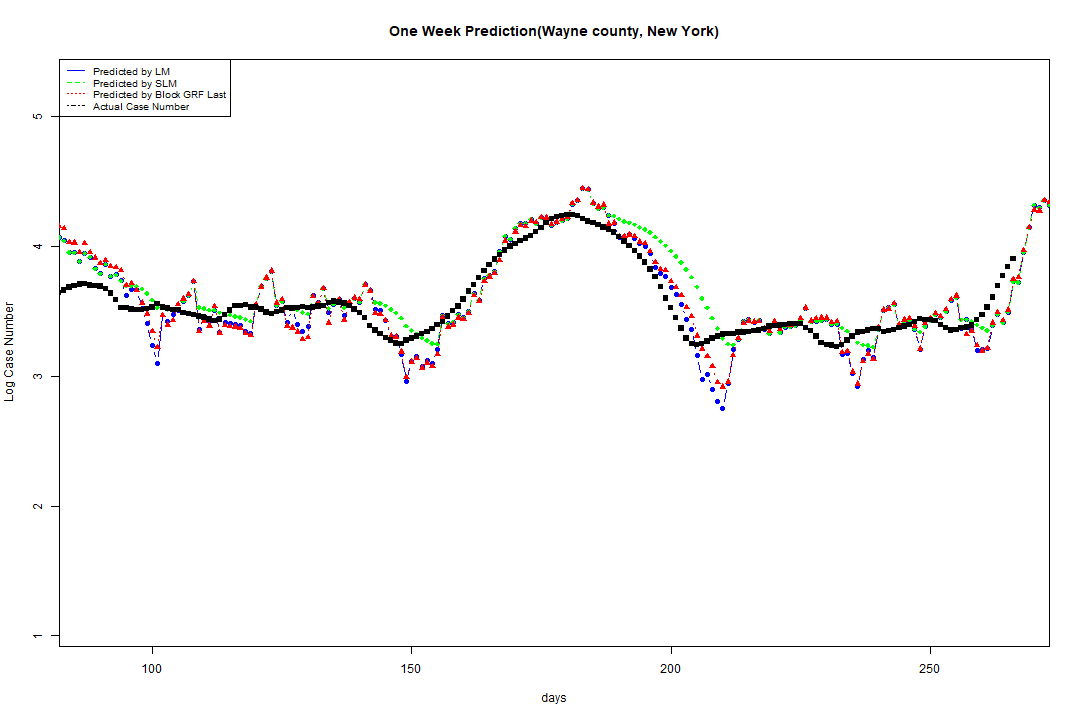 One Week Prediction(Wayne county, New York)
Predicted by LM
Predicted by SLM
Predicted by Block GRF Last
Actual Case Number
5
4
3
2
1
Log Case Number
100 150 200 250
days